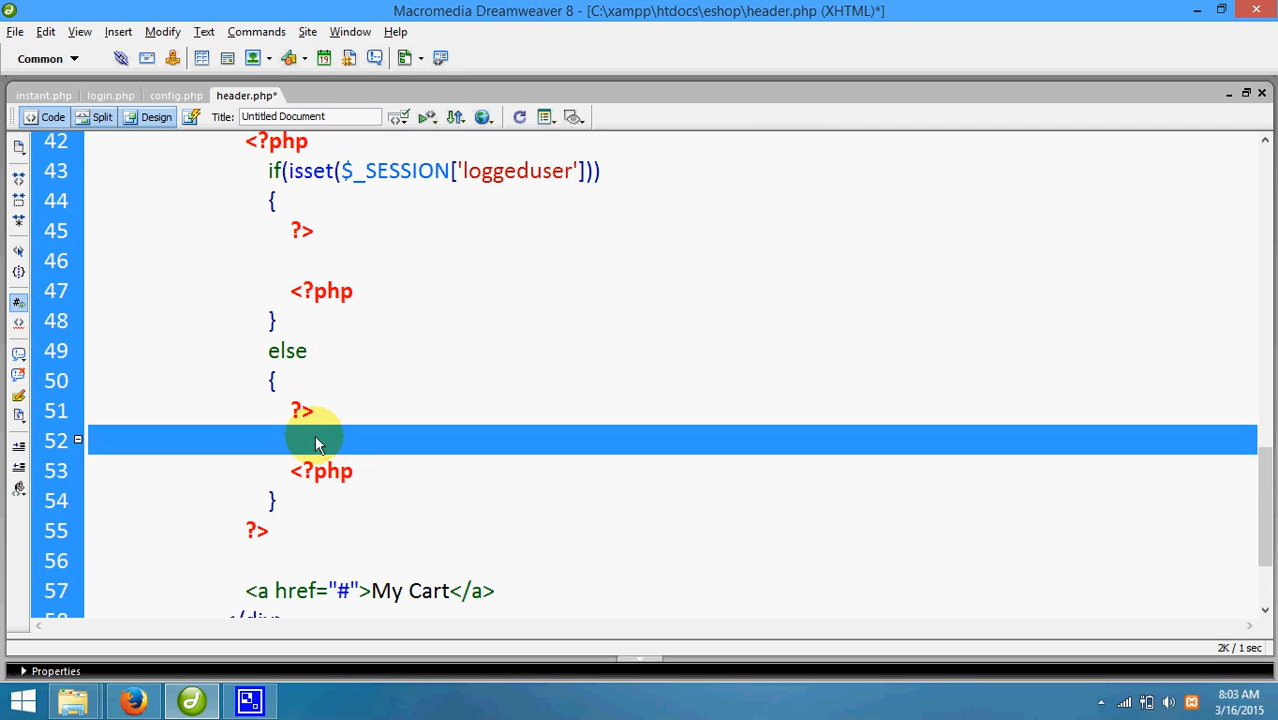 Macromedia Dreamweaver 8 - [C:\xampp\htdocs\eshop\header.php (XHTML)*]
File Edit View Insert Modify Text Commands Site Window Help
Common
instant.php login.php config.php header.php*
Code Split Design Title: Untitled Document
42 <?php
43 if(isset($_SESSION['loggeduser']))
44 {
45 ?>
46
47 <?php
48 }
49 else
50 {
51 ?>
52
53 <?php
54 }
55 ?>
56
57 <a href="#">My Cart</a>
58 </div>
2K / 1 sec
Properties
8:03 AM
3/16/2015